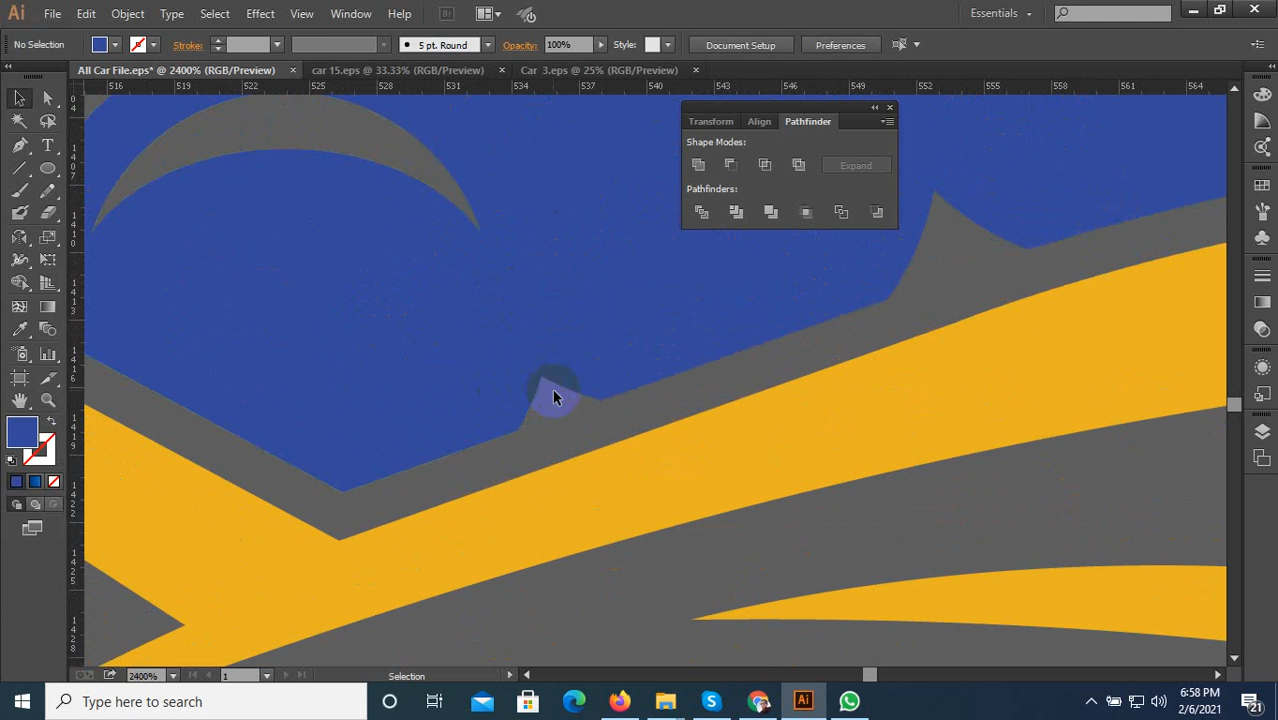 Ai File Edit Object Type Select Effect View Window Help Br Essentials
No Selection Stroke: 5 pt. Round Opacity: 100% Style: Document Setup Preferences
All Car File.eps* @ 2400% (RGB/Preview) car 15.eps @ 33.33% (RGB/Preview) Car 3.eps @ 25% (RGB/Preview)
516 519 522 525 528 531 534 537 540 543 546 549 552 555 558 561 564
Transform Align Pathfinder
Shape Modes:
Expand
Pathfinders:
2400% 1 Selection
Type here to search
Ai
6:58 PM
2/6/2021
21